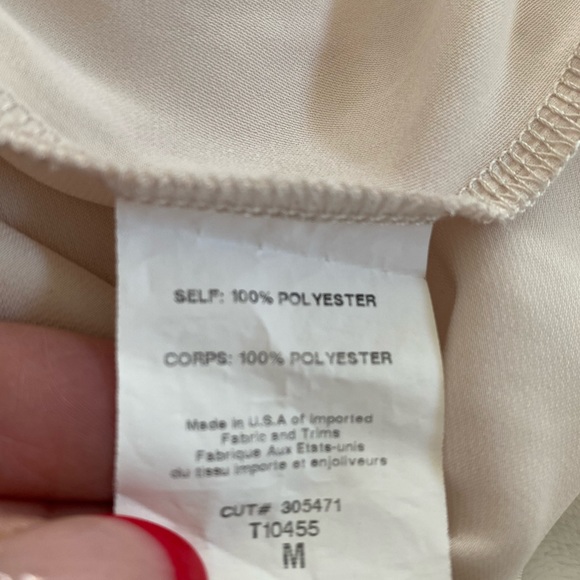 SELF: 100% POLYESTER
CORPS: 100% POLYESTER
Made in U.S.A of Imported
Fabric and Trims
Fabrique Aux Etats-unis
du tissu importe et enjoliveurs
CUT# 305471
T10455
M